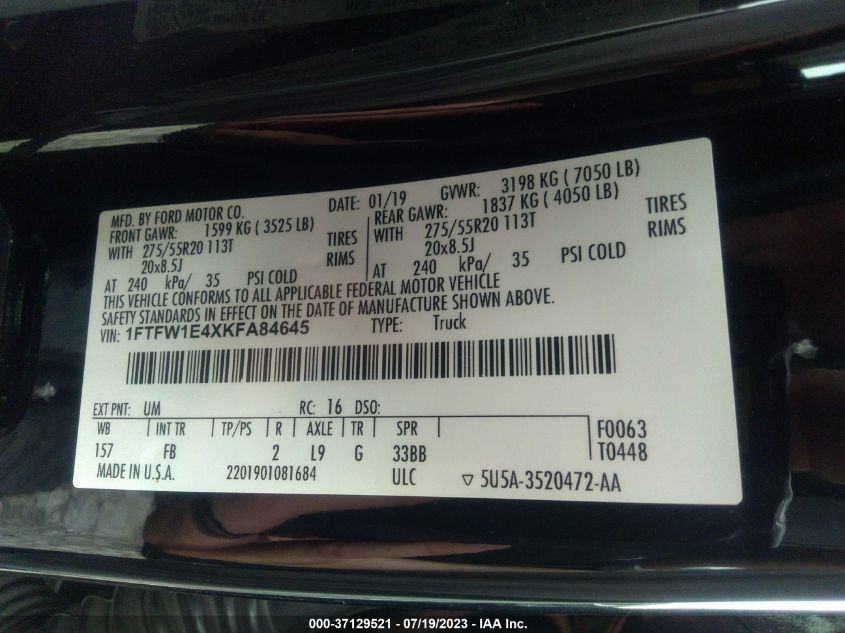 MFD. BY FORD MOTOR CO.
DATE: 01/19 GVWR: 3198 KG ( 7050 LB)
FRONT GAWR: 1599 KG ( 3525 LB)
WITH 275/55R20 113T TIRES
20x8.5J RIMS
AT 240 kPa/ 35 PSI COLD
REAR GAWR: 1837 KG ( 4050 LB)
WITH 275/55R20 113T TIRES
20x8.5J RIMS
AT 240 kPa/ 35 PSI COLD
THIS VEHICLE CONFORMS TO ALL APPLICABLE FEDERAL MOTOR VEHICLE
SAFETY STANDARDS IN EFFECT ON THE DATE OF MANUFACTURE SHOWN ABOVE.
VIN: 1FTFW1E4XKFA84645 TYPE: Truck
EXT PNT: UM RC: 16 DSO:
WB INT TR TP/PS R AXLE TR SPR F0063
157 FB 2 L9 G 33BB T0448
MADE IN U.S.A. 2201901081684 ULC ▽ 5U5A-3520472-AA
000-37129521 - 07/19/2023 - IAA Inc.